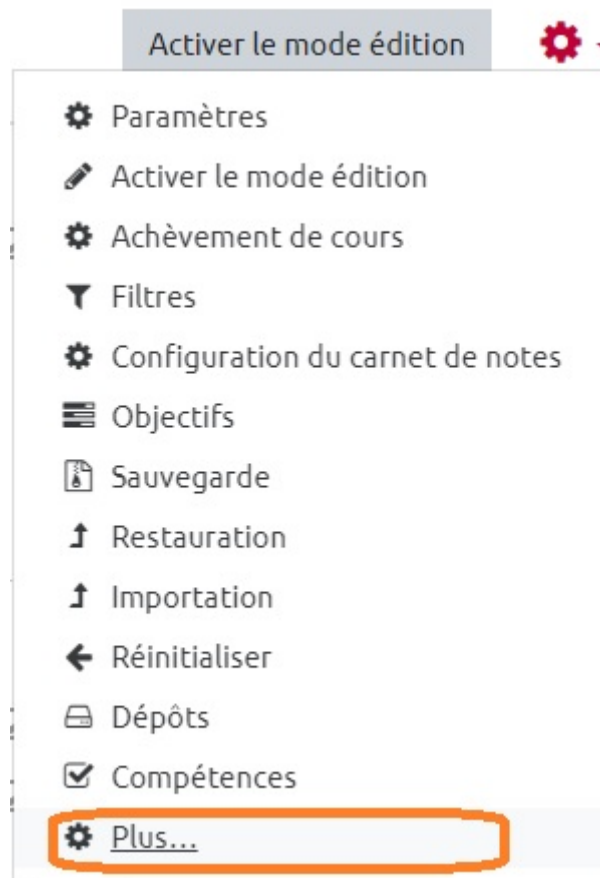 Activer le mode édition
Paramètres
Activer le mode édition
Achèvement de cours
Filtres
Configuration du carnet de notes
Objectifs
Sauvegarde
Restauration
Importation
Réinitialiser
Dépôts
Compétences
Plus...